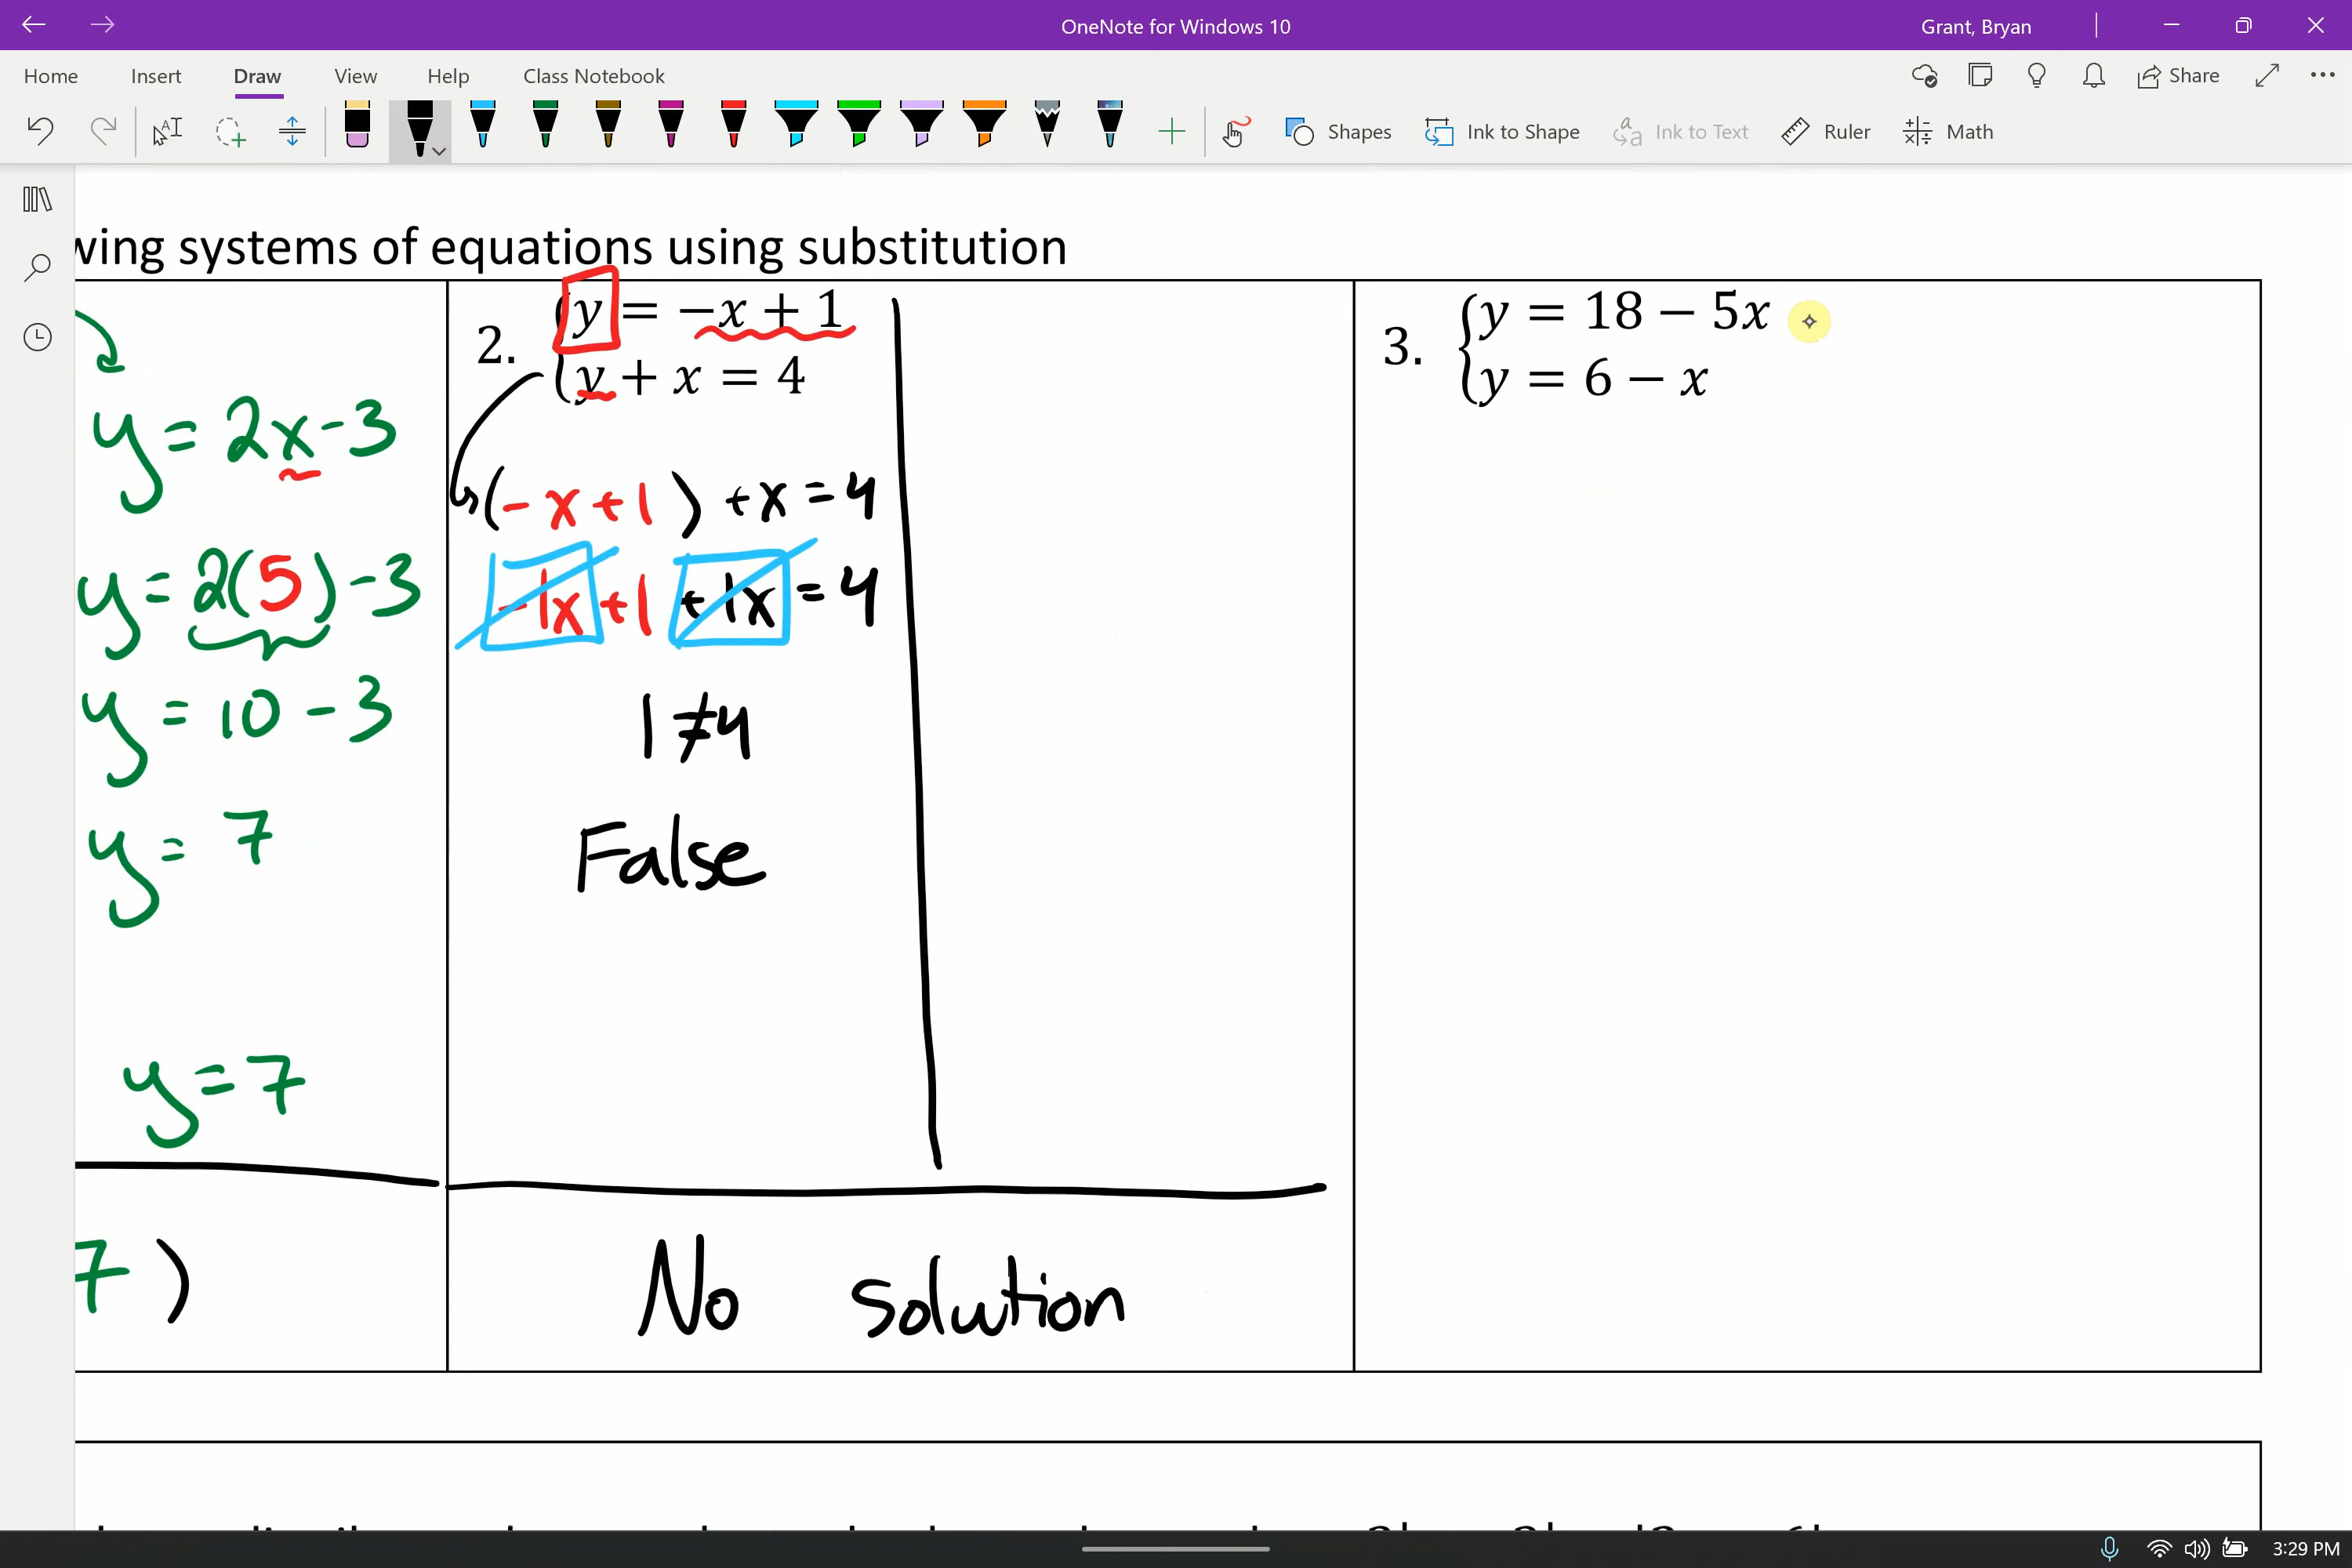 OneNote for Windows 10
Grant, Bryan
Home Insert Draw View Help Class Notebook
Share
Shapes Ink to Shape Ink to Text Ruler Math
wing systems of equations using substitution
y = 2x - 3
y = 2(5) - 3
y = 10 - 3
y = 7
y = 7
7)
2.
y = −x + 1
y + x = 4
(-x+1) + x = 4
-1x+1 +1x = 4
1 ≠ 4
False
No solution
3.
y = 18 − 5x
y = 6 − x
3:29 PM